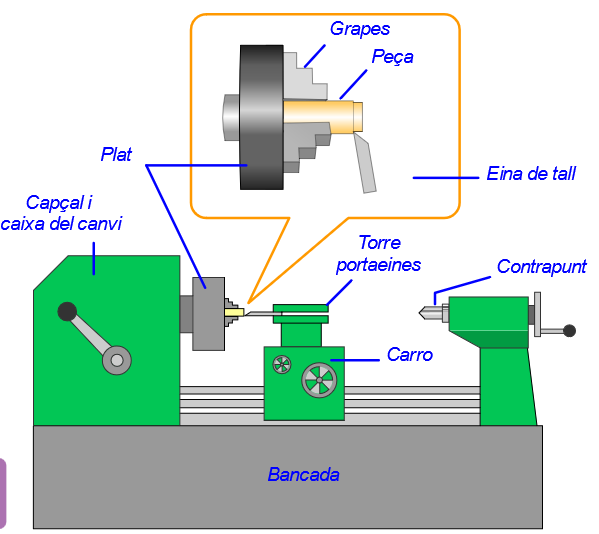 Grapes
Peça
Plat
Eina de tall
Capçal i
caixa del canvi
Torre
portaeines
Contrapunt
Carro
Bancada